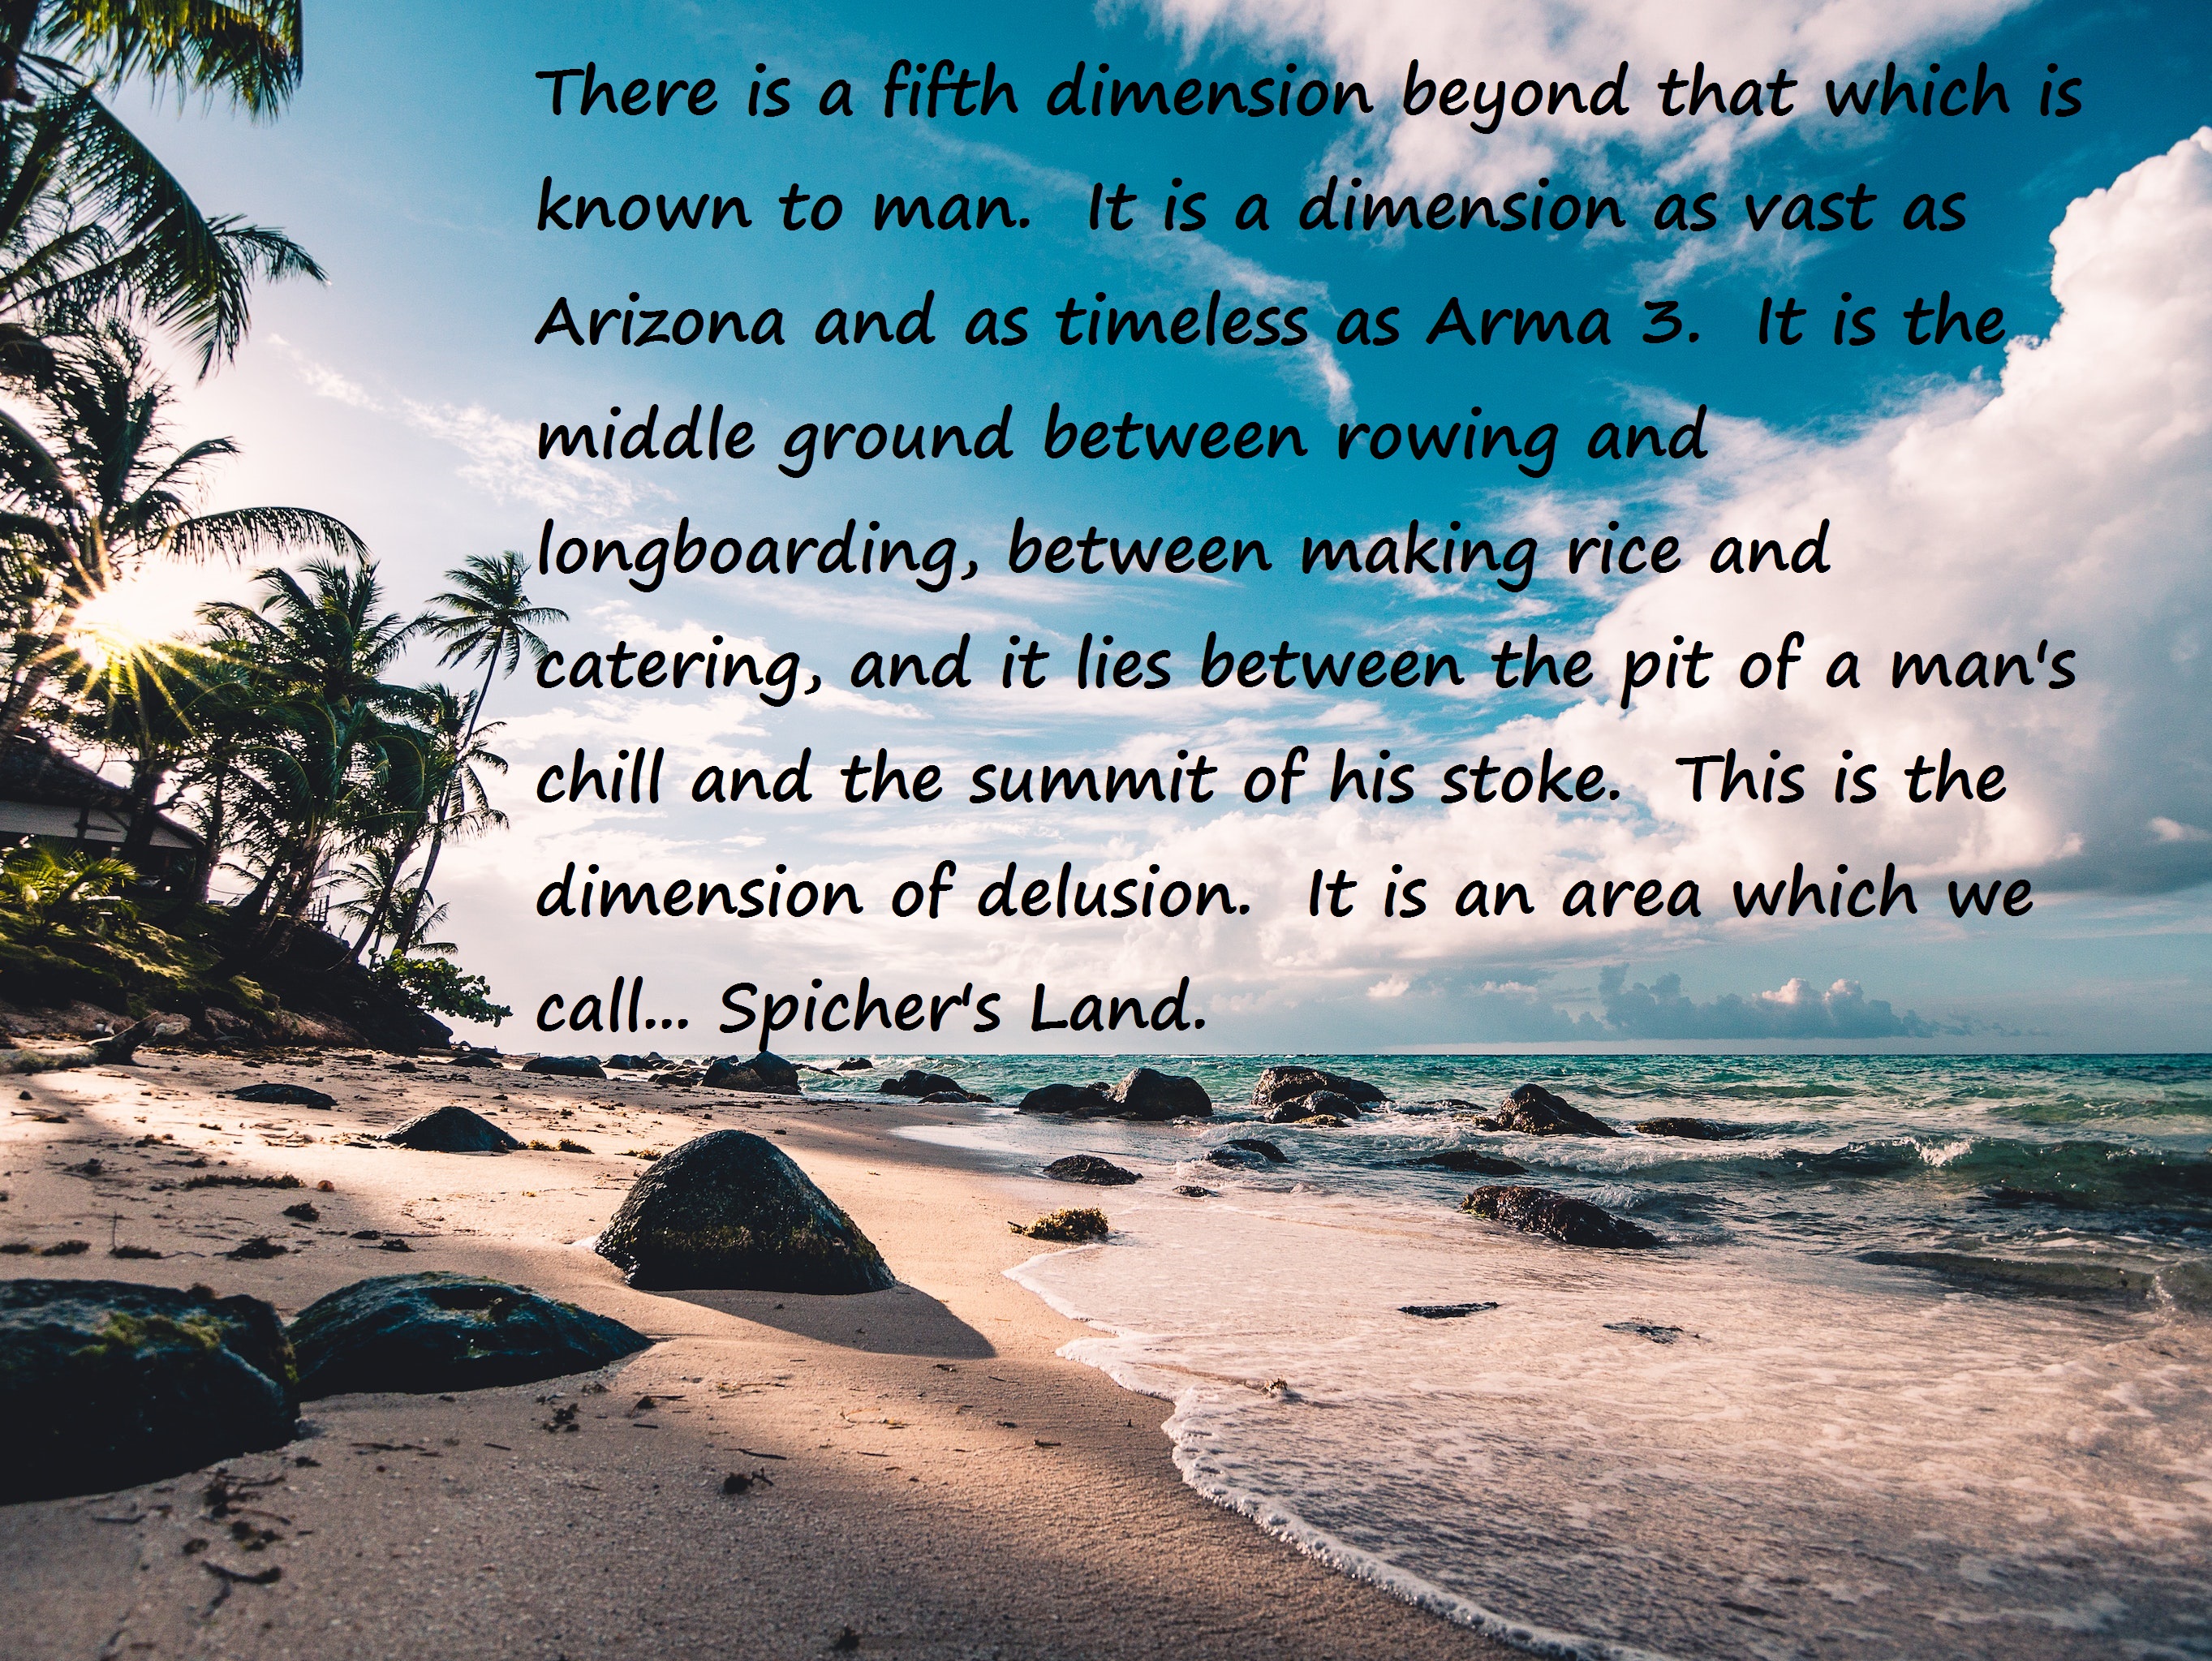 There is a fifth dimension beyond that which is
known to man.  It is a dimension as vast as
Arizona and as timeless as Arma 3.  It is the
middle ground between rowing and
longboarding, between making rice and
catering, and it lies between the pit of a man's
chill and the summit of his stoke.  This is the
dimension of delusion.  It is an area which we
call... Spicher's Land.